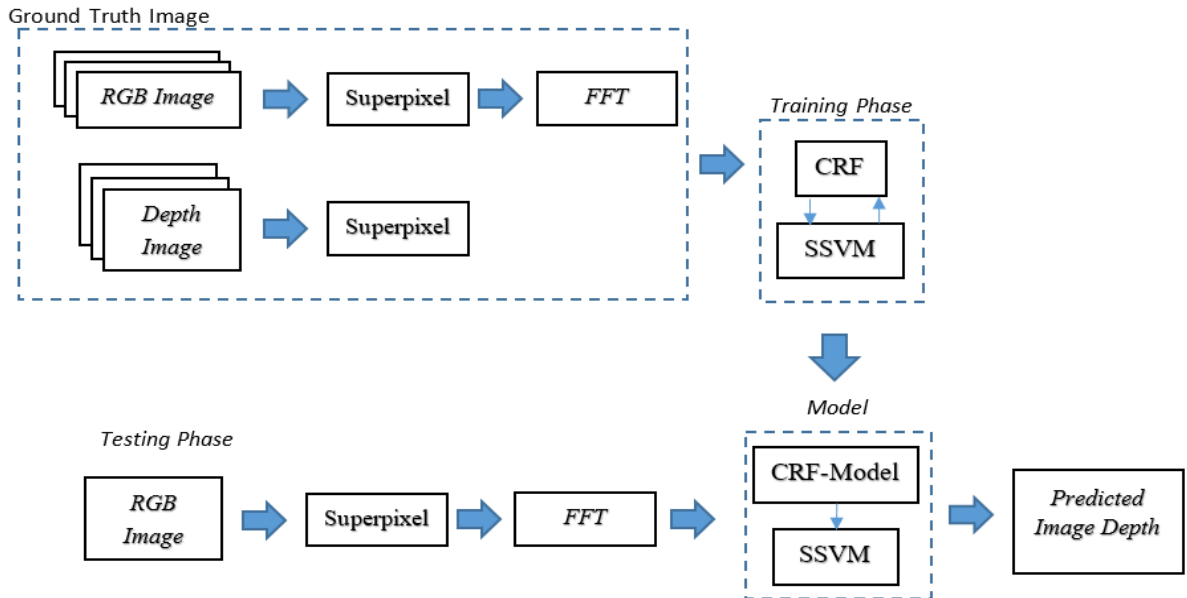 Ground Truth Image
RGB Image
Superpixel
FFT
Training Phase
CRF
SSVM
Depth
Image
Superpixel
Model
Testing Phase
RGB
Image
Superpixel
FFT
CRF-Model
SSVM
Predicted
Image Depth